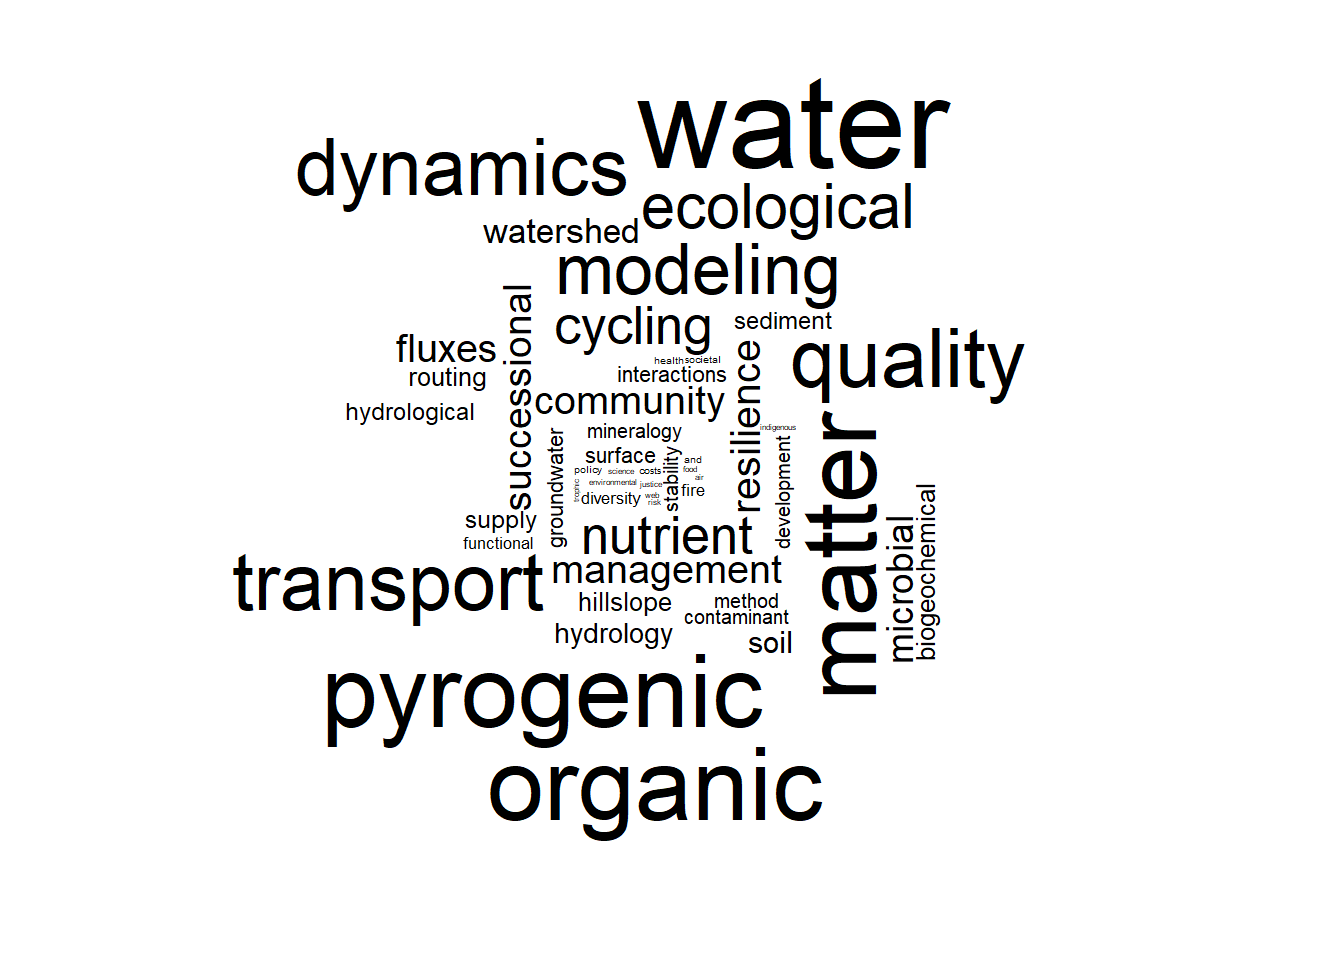 water
dynamics
ecological
watershed
modeling
successional
cycling
sediment
fluxes
quality
resilience
health
societal
routing
interactions
community
hydrological
matter
indigenous
mineralogy
groundwater
surface
stability
development
and
policy
science
costs
food
air
trophic
environmental
justice
diversity
web
risk
fire
supply
nutrient
functional
microbial
biogeochemical
transport
management
hillslope
method
contaminant
hydrology
soil
pyrogenic
organic